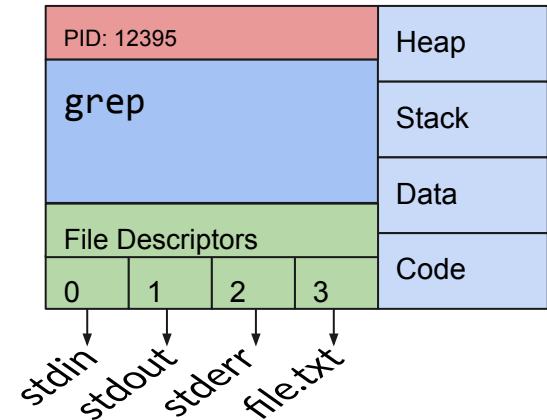 PID: 12395
grep
File Descriptors
0 1 2 3
stdin
stdout
stderr
file.txt
Heap
Stack
Data
Code